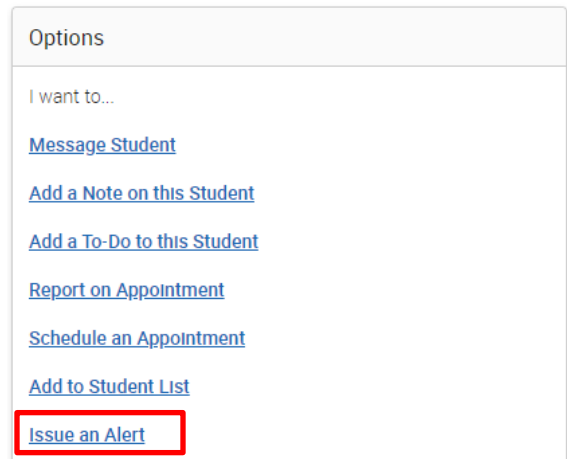 Options
I want to...
Message Student
Add a Note on this Student
Add a To-Do to this Student
Report on Appointment
Schedule an Appointment
Add to Student List
Issue an Alert